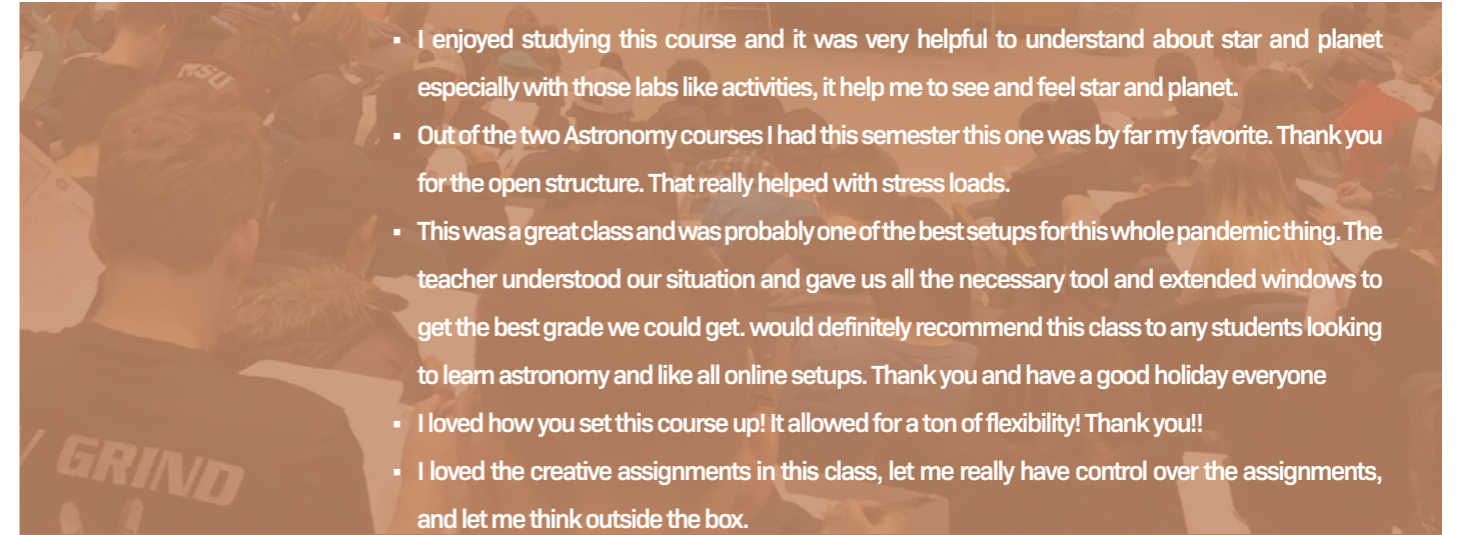 ▪ I enjoyed studying this course and it was very helpful to understand about star and planet
especially with those labs like activities, it help me to see and feel star and planet.
▪ Out of the two Astronomy courses I had this semester this one was by far my favorite. Thank you
for the open structure. That really helped with stress loads.
▪ This was a great class and was probably one of the best setups for this whole pandemic thing. The
teacher understood our situation and gave us all the necessary tool and extended windows to
get the best grade we could get. would definitely recommend this class to any students looking
to learn astronomy and like all online setups. Thank you and have a good holiday everyone
▪ I loved how you set this course up! It allowed for a ton of flexibility! Thank you!!
▪ I loved the creative assignments in this class, let me really have control over the assignments,
and let me think outside the box.
MSU
/ GRIND